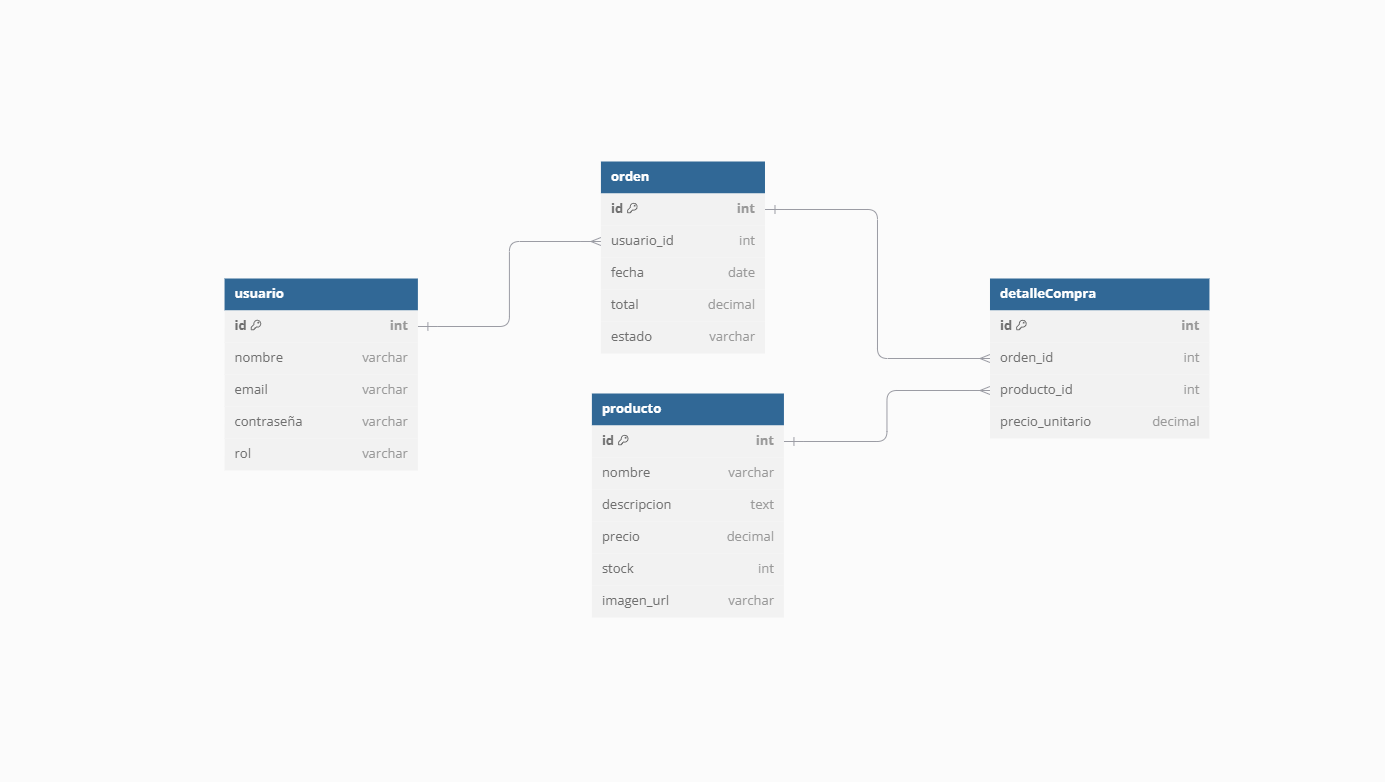 orden
id int
usuario_id int
fecha date
total decimal
estado varchar
usuario
id int
nombre varchar
email varchar
contraseña varchar
rol varchar
detalleCompra
id int
orden_id int
producto_id int
precio_unitario decimal
producto
id int
nombre varchar
descripcion text
precio decimal
stock int
imagen_url varchar